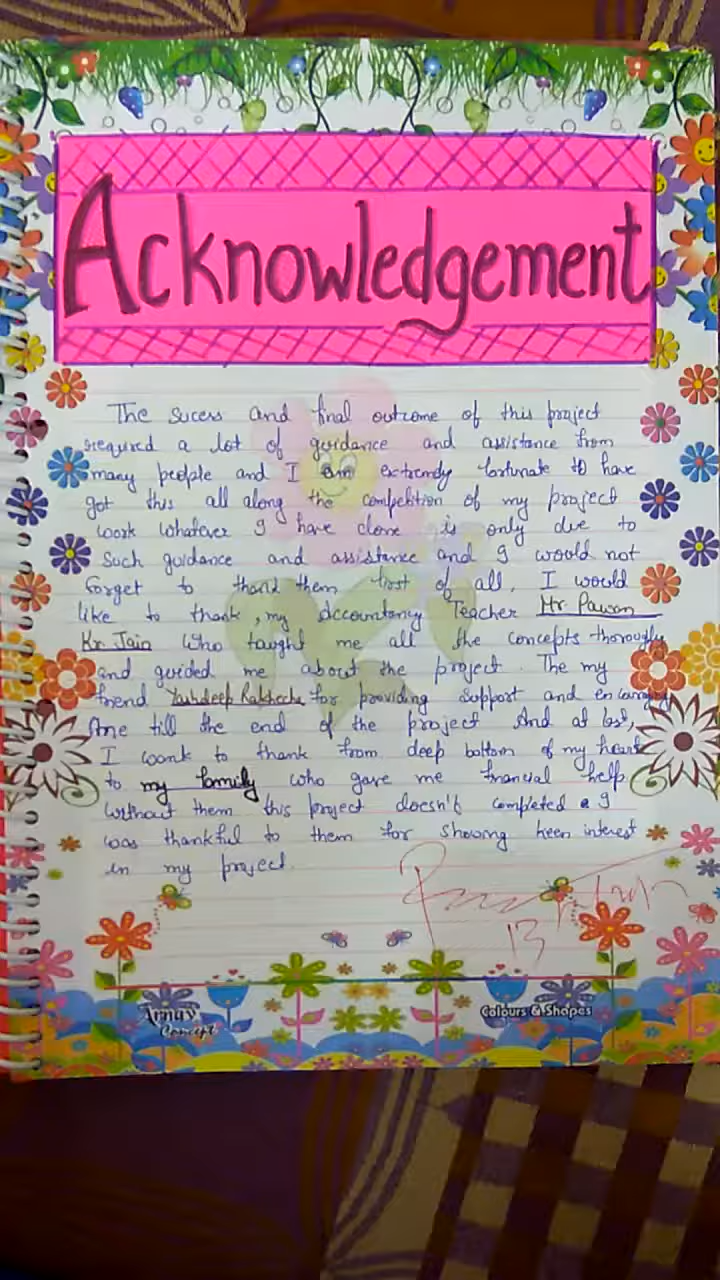 Acknowledgement
The sucess and final outcome of this project
required a lot of guidance and assistance from
many people and I am extremely fortunate to have
got this all along the competition of my project
work whatever I have done is only due to
such guidance and assistance and I would not
forget to thank them first of all, I would
like to thank, my Accountancy Teacher Mr Pawan
Kr Jain who taught me all the concepts thoroughly
and guided me about the project. The my
friend Yashdeep Rakhecha for providing support and encouraging
me till the end of the project And at last,
I want to thank from deep bottom of my heart
to my family who gave me financial help.
without them this project doesn't completed I
was thankful to them for showing keen interest
in my project
13
Arnav
Concept
Colours & Shapes